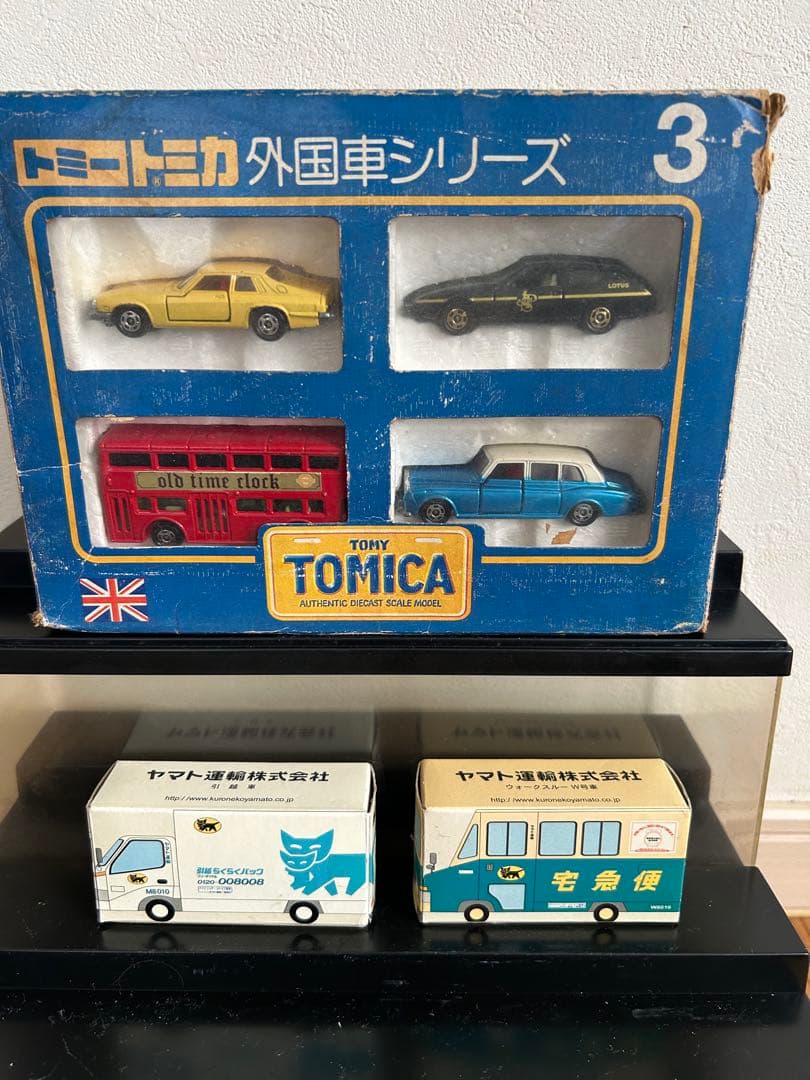 トミートミカ® 外国車シリーズ 3
LOTUS
JPS
old time clock
TOMY
TOMICA
AUTHENTIC DIECAST SCALE MODEL
ヤマト運輸株式会社
引越車
http://www.kuronekoyamato.co.jp
引越らくらくパック
0120-008008
M8010
ヤマト運輸株式会社
ウォークスルーW号車
http://www.kuronekoyamato.co.jp
宅急便
W8016